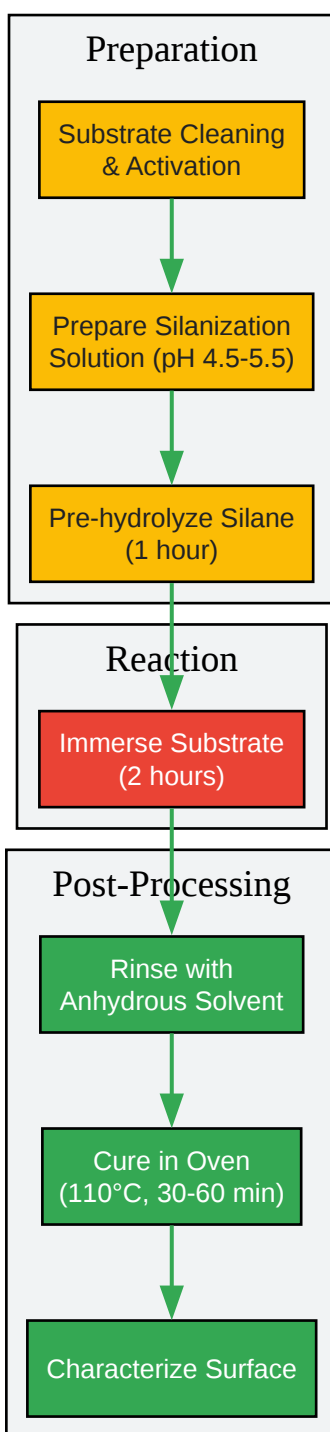 Preparation
Substrate Cleaning
& Activation
Prepare Silanization
Solution (pH 4.5-5.5)
Pre-hydrolyze Silane
(1 hour)
Reaction
Immerse Substrate
(2 hours)
Post-Processing
Rinse with
Anhydrous Solvent
Cure in Oven
(110°C, 30-60 min)
Characterize Surface